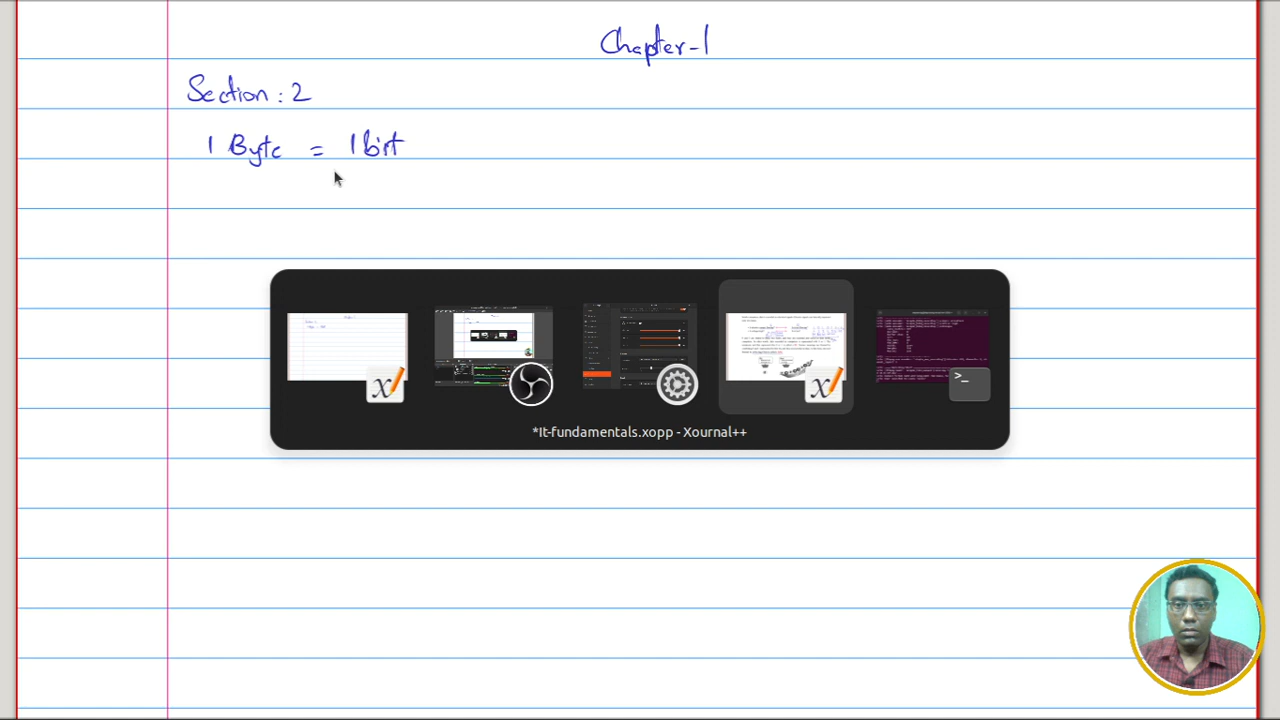 Chapter-1
Section: 2
1 Byte = 1 bit
*It-fundamentals.xopp - Xournal++